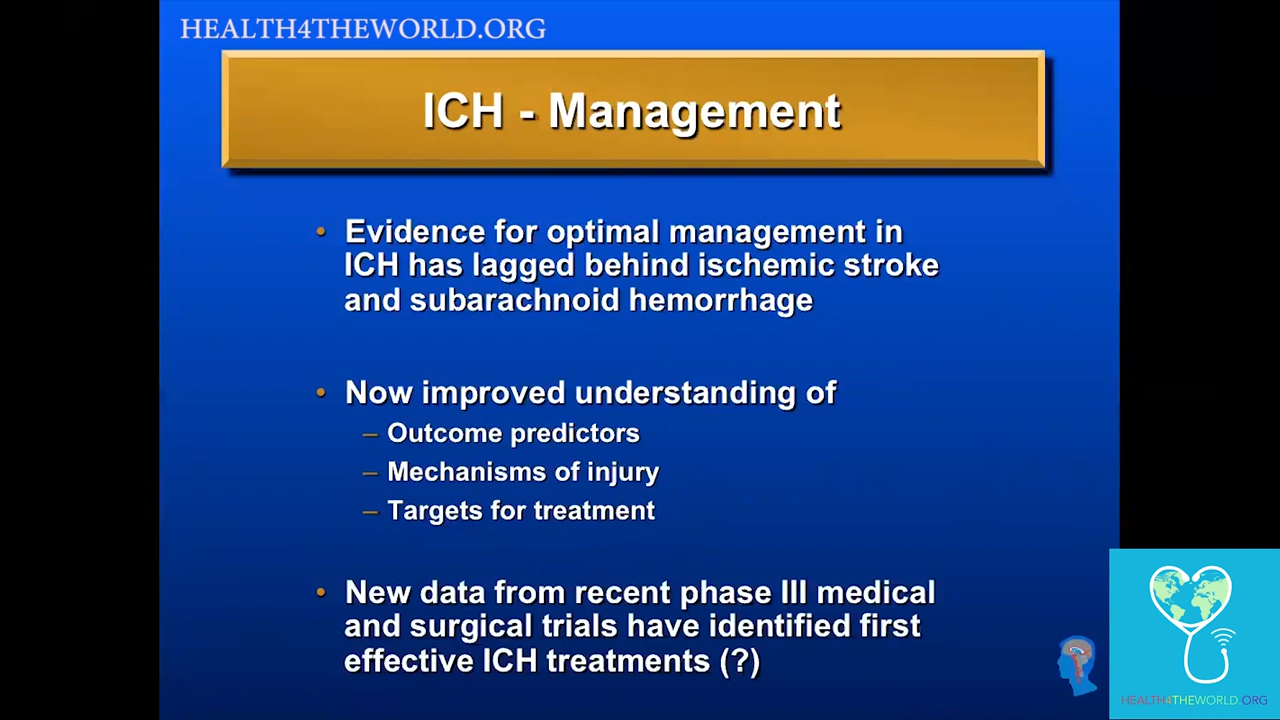 HEALTH4THEWORLD.ORG
ICH - Management
• Evidence for optimal management in
ICH has lagged behind ischemic stroke
and subarachnoid hemorrhage
• Now improved understanding of
– Outcome predictors
– Mechanisms of injury
– Targets for treatment
• New data from recent phase III medical
and surgical trials have identified first
effective ICH treatments (?)
HEALTH4THEWORLD.ORG